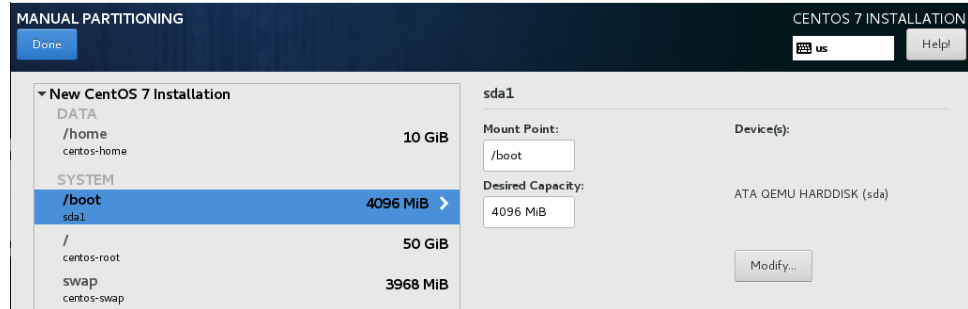 MANUAL PARTITIONING
CENTOS 7 INSTALLATION
Done
us
Help!
New CentOS 7 Installation
DATA
/home
10 GiB
centos-home
SYSTEM
/boot
4096 MiB
sda1
/
50 GiB
centos-root
swap
3968 MiB
centos-swap
sda1
Mount Point:
/boot
Desired Capacity:
4096 MiB
Device(s):
ATA QEMU HARDDISK (sda)
Modify...